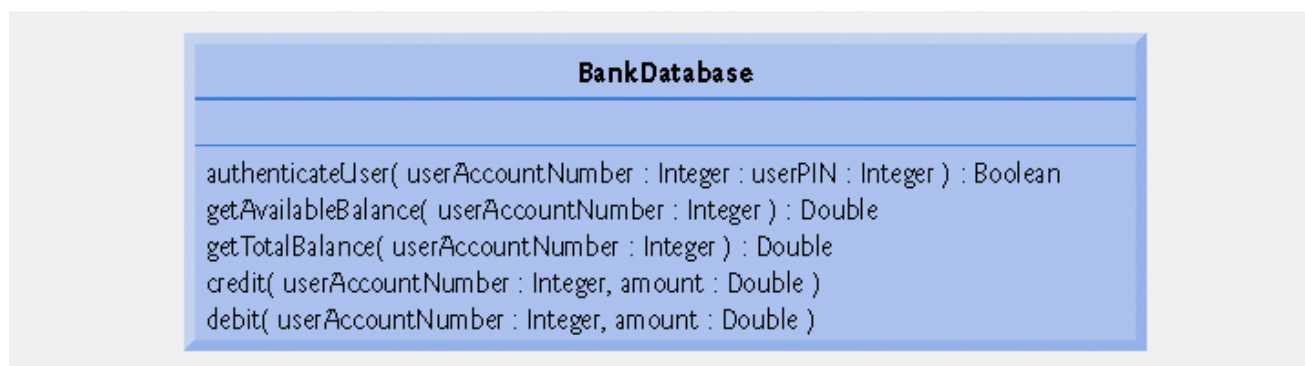 BankDatabase
authenticateUser( userAccountNumber : Integer : userPIN : Integer ) : Boolean
getAvailableBalance( userAccountNumber : Integer ) : Double
getTotalBalance( userAccountNumber : Integer ) : Double
credit( userAccountNumber : Integer, amount : Double )
debit( userAccountNumber : Integer, amount : Double )